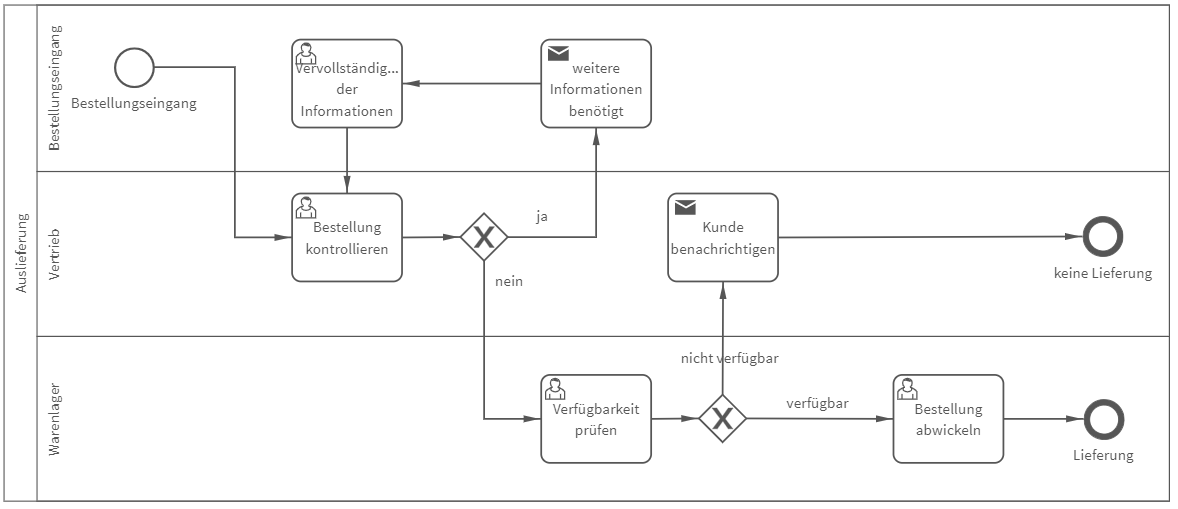 Auslieferung
Bestellungseingang
Bestellungseingang
Vervollständig...
der
Informationen
weitere
Informationen
benötigt
Vertrieb
Bestellung
kontrollieren
X
ja
nein
Kunde
benachrichtigen
keine Lieferung
Warenlager
Verfügbarkeit
prüfen
X
nicht verfügbar
verfügbar
Bestellung
abwickeln
Lieferung